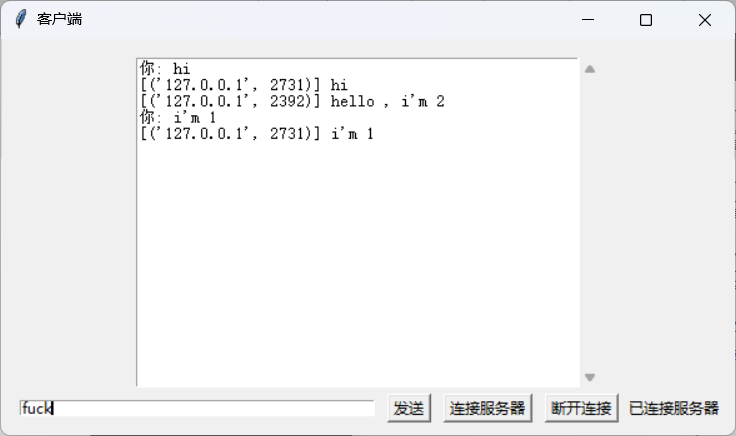 客户端
你: hi
[('127.0.0.1', 2731)] hi
[('127.0.0.1', 2392)] hello , i'm 2
你: i'm 1
[('127.0.0.1', 2731)] i'm 1
fuck 发送 连接服务器 断开连接 已连接服务器